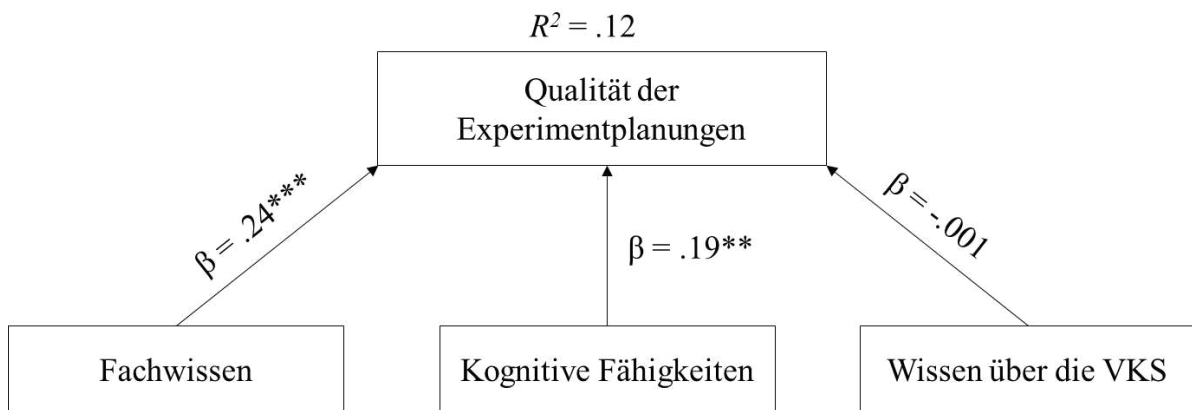 R² = .12
Qualität der
Experimentplanungen
β = .24***
β = .19**
β = -.001
Fachwissen
Kognitive Fähigkeiten
Wissen über die VKS